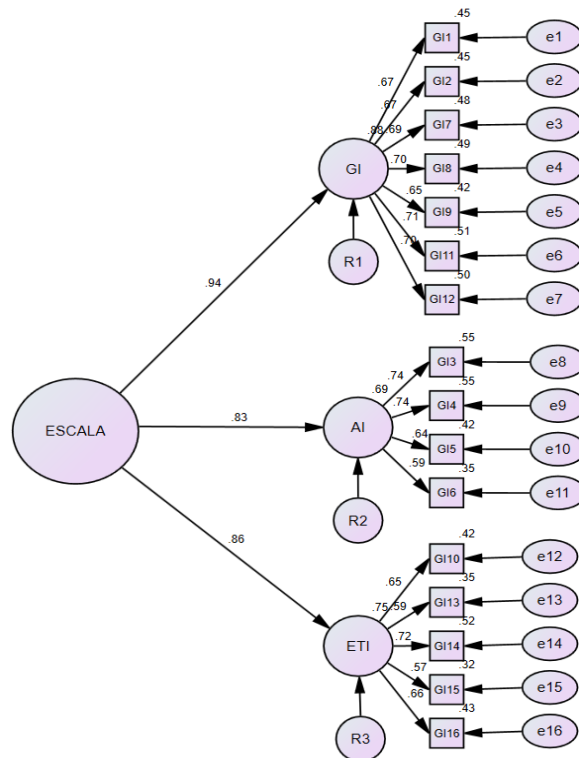 .45
GI1
e1
.45
GI2
e2
.67
.67
.48
GI7
e3
.88
.69
.49
GI8
e4
.70
GI
.42
GI9
e5
.65
.71
.51
GI11
e6
.70
.50
GI12
e7
R1
.94
.55
GI3
e8
.74
.69
.55
GI4
e9
.74
ESCALA
.83
AI
.42
GI5
e10
.64
.59
.35
GI6
e11
R2
.86
.42
GI10
e12
.65
.35
GI13
e13
.75
.59
.52
GI14
e14
.72
ETI
.32
GI15
e15
.57
.66
.43
GI16
e16
R3